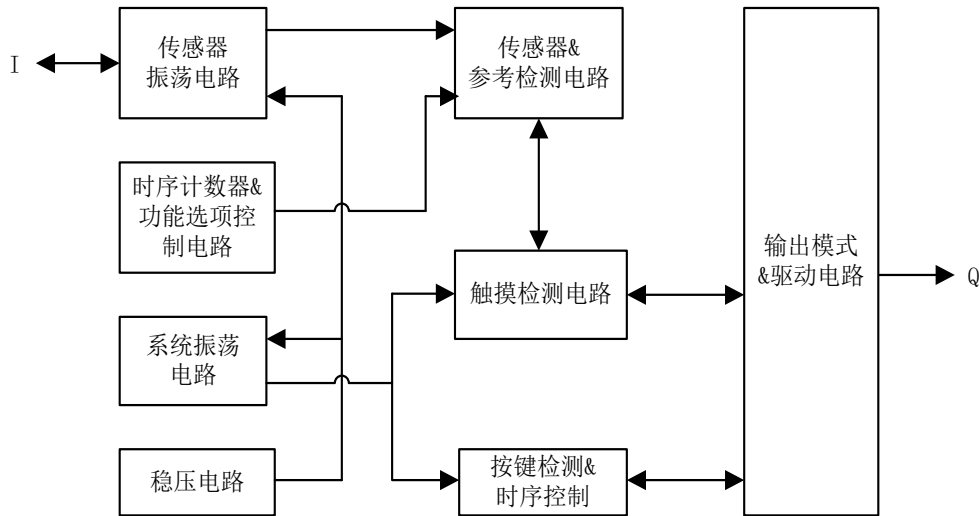 I
传感器
振荡电路
传感器&
参考检测电路
时序计数器&
功能选项控
制电路
输出模式
&驱动电路
Q
触摸检测电路
系统振荡
电路
稳压电路
按键检测&
时序控制